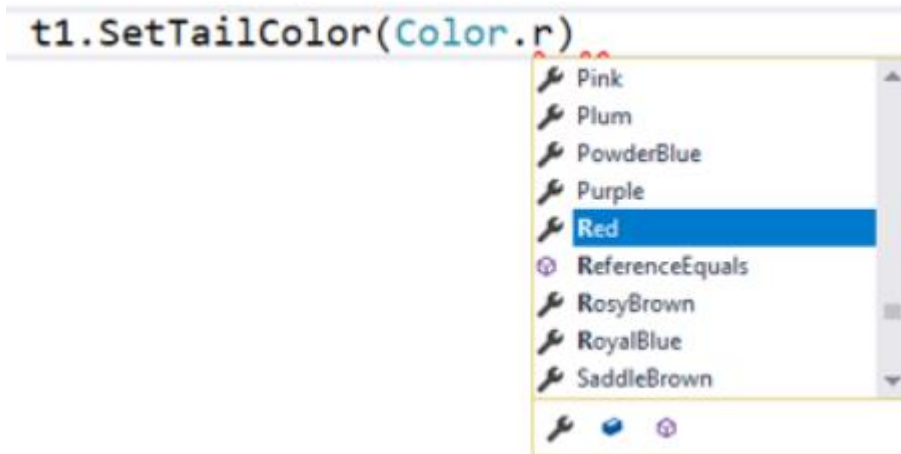 t1.SetTailColor(Color.r)
Pink
Plum
PowderBlue
Purple
Red
ReferenceEquals
RosyBrown
RoyalBlue
SaddleBrown